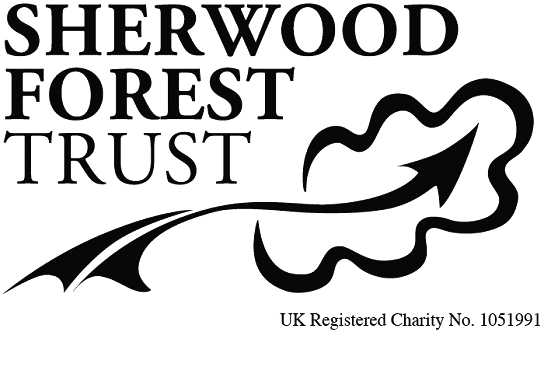 SHERWOOD
FOREST
TRUST
UK Registered Charity No. 1051991